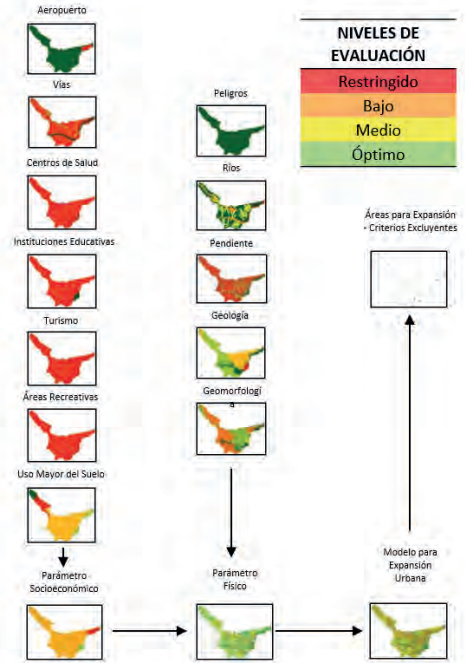 Aeropuerto
Vías
Centros de Salud
Instituciones Educativas
Turismo
Áreas Recreativas
Uso Mayor del Suelo
Parámetro
Socioeconómico
Peligros
Ríos
Pendiente
Geología
Geomorfologí
a
Parámetro
Físico
NIVELES DE
EVALUACIÓN
Restringido
Bajo
Medio
Óptimo
Áreas para Expansión
- Criterios Excluyentes
Modelo para
Expansión
Urbana